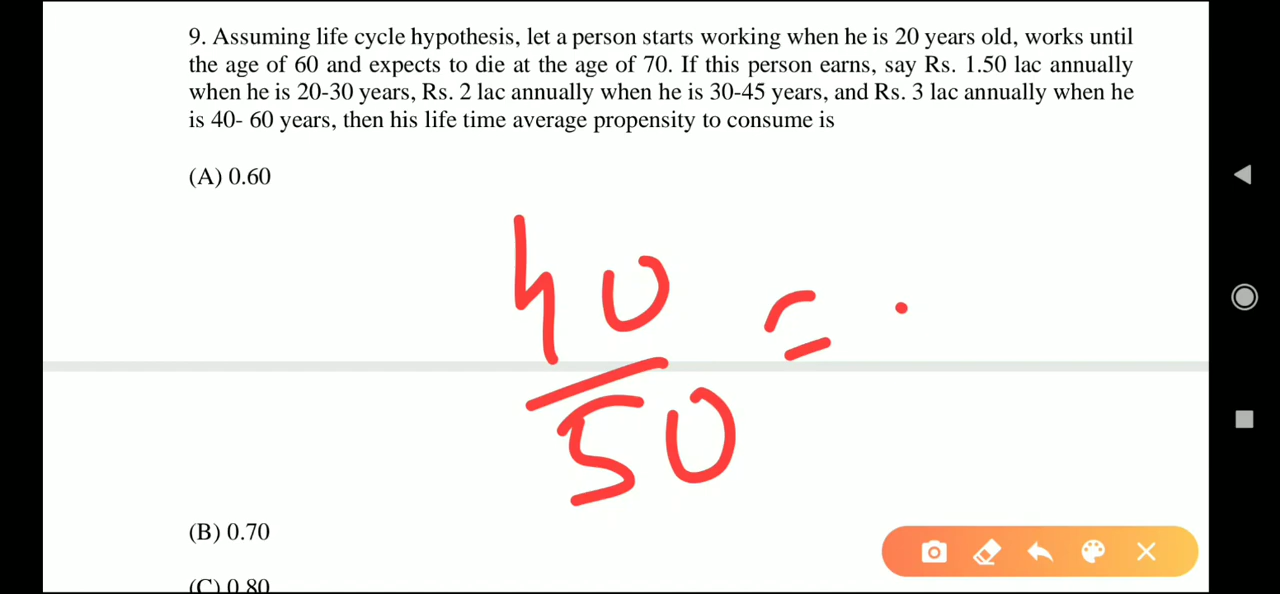 9. Assuming life cycle hypothesis, let a person starts working when he is 20 years old, works until
the age of 60 and expects to die at the age of 70. If this person earns, say Rs. 1.50 lac annually
when he is 20-30 years, Rs. 2 lac annually when he is 30-45 years, and Rs. 3 lac annually when he
is 40- 60 years, then his life time average propensity to consume is
(A) 0.60
40
= .
50
(B) 0.70
(C) 0.80